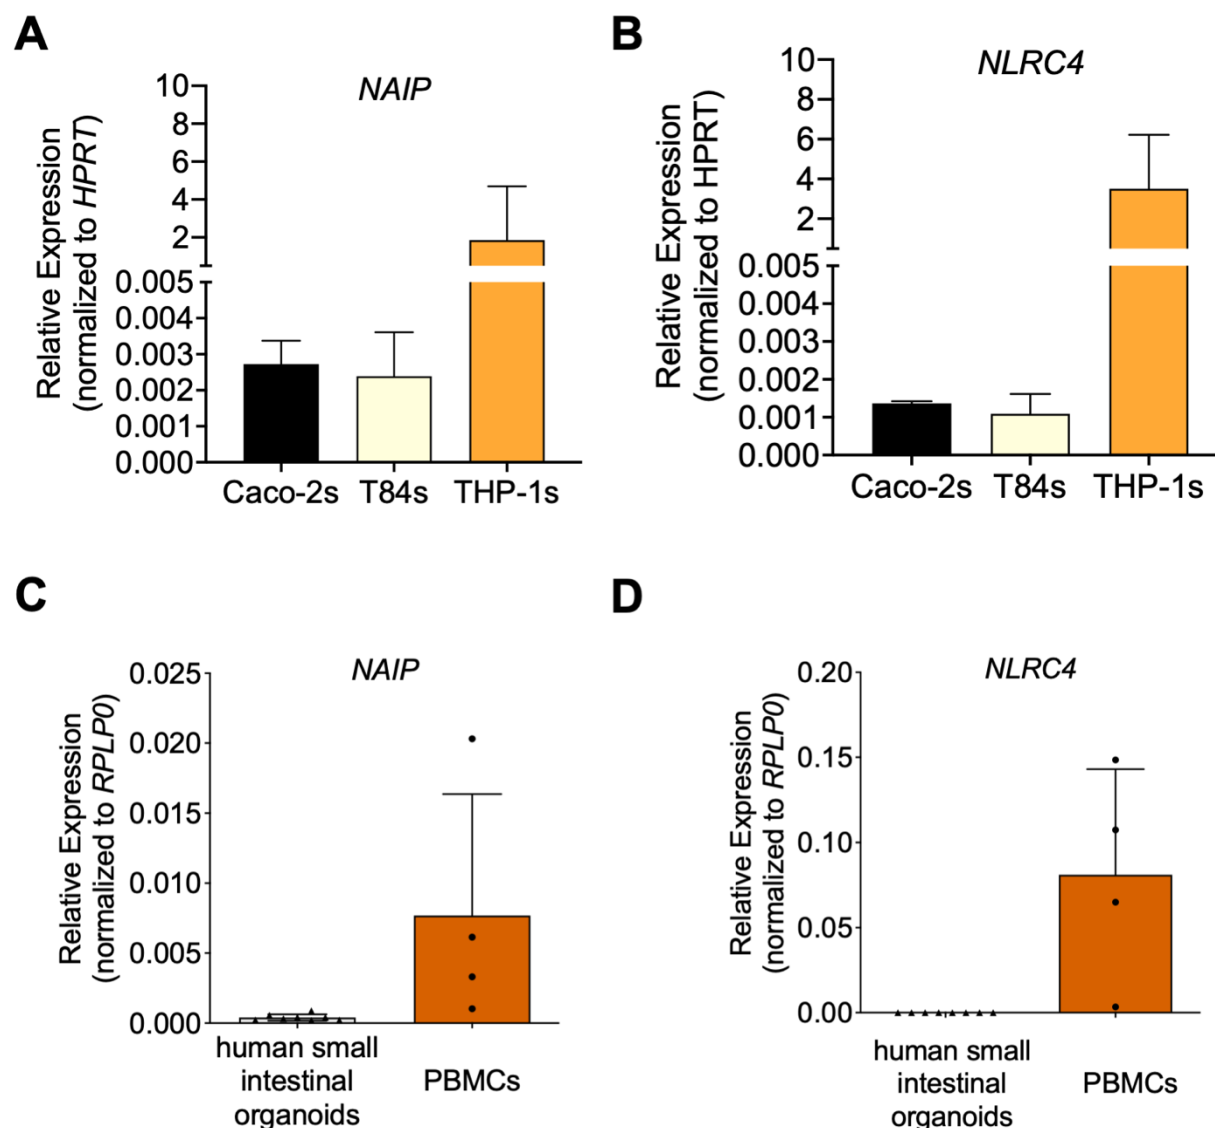 A
NAIP
Relative Expression
(normalized to HPRT)
10
8
6
4
2
0.005
0.004
0.003
0.002
0.001
0.000
Caco-2s T84s THP-1s
B
NLRC4
Relative Expression
(normalized to HPRT)
10
8
6
4
2
0.005
0.004
0.003
0.002
0.001
0.000
Caco-2s T84s THP-1s
C
NAIP
Relative Expression
(normalized to RPLP0)
0.025
0.020
0.015
0.010
0.005
0.000
human small
intestinal
organoids
PBMCs
D
NLRC4
Relative Expression
(normalized to RPLP0)
0.20
0.15
0.10
0.05
0.00
human small
intestinal
organoids
PBMCs